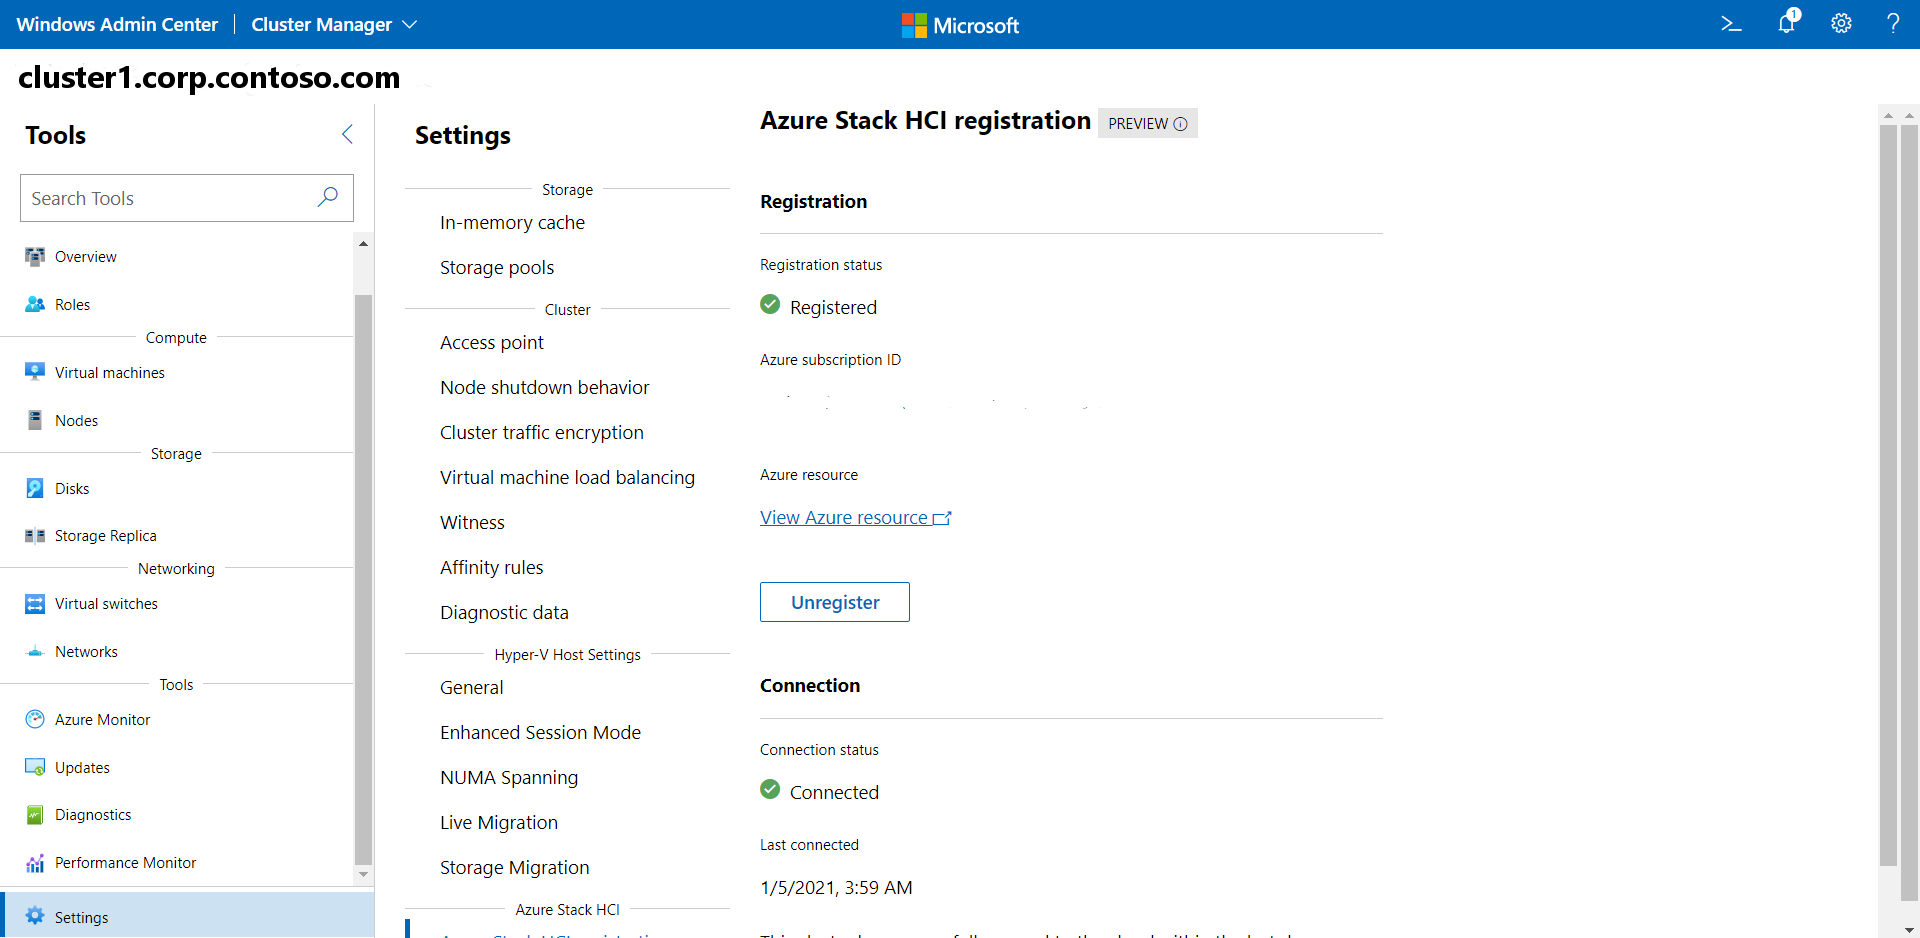 Windows Admin Center
Cluster Manager
Microsoft
1
cluster1.corp.contoso.com
Tools
Search Tools
Overview
Roles
Compute
Virtual machines
Nodes
Storage
Disks
Storage Replica
Networking
Virtual switches
Networks
Tools
Azure Monitor
Updates
Diagnostics
Performance Monitor
Settings
Settings
Storage
In-memory cache
Storage pools
Cluster
Access point
Node shutdown behavior
Cluster traffic encryption
Virtual machine load balancing
Witness
Affinity rules
Diagnostic data
Hyper-V Host Settings
General
Enhanced Session Mode
NUMA Spanning
Live Migration
Storage Migration
Azure Stack HCI
Azure Stack HCI registration PREVIEW
Registration
Registration status
Registered
Azure subscription ID
Azure resource
View Azure resource
Unregister
Connection
Connection status
Connected
Last connected
1/5/2021, 3:59 AM